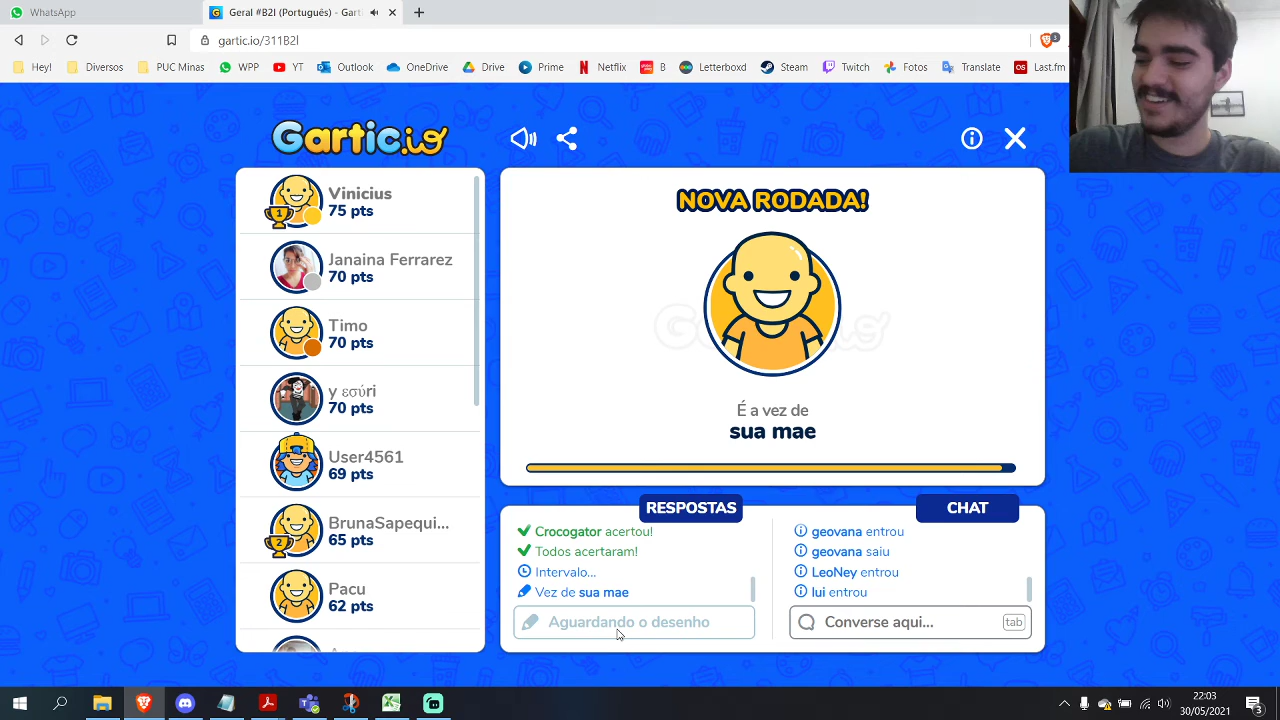 WhatsApp
Geral #B2I (Português) - Garti
gartic.io/311B2l
3
Hey!
Diversos
PUC Minas
WPP
YT
Outlook
OneDrive
Drive
Prime
Netflix
B
Letterboxd
Steam
Twitch
Fotos
Translate
Last.fm
Gartic.io
Vinicius
75 pts
Janaina Ferrarez
70 pts
Timo
70 pts
y εσύri
70 pts
User4561
69 pts
BrunaSapequi...
65 pts
Pacu
62 pts
NOVA RODADA!
É a vez de
sua mae
RESPOSTAS
Crocogator acertou!
Todos acertaram!
Intervalo...
Vez de sua mae
Aguardando o desenho
CHAT
geovana entrou
geovana saiu
LeoNey entrou
lui entrou
Converse aqui...
tab
22:03
30/05/2021
3